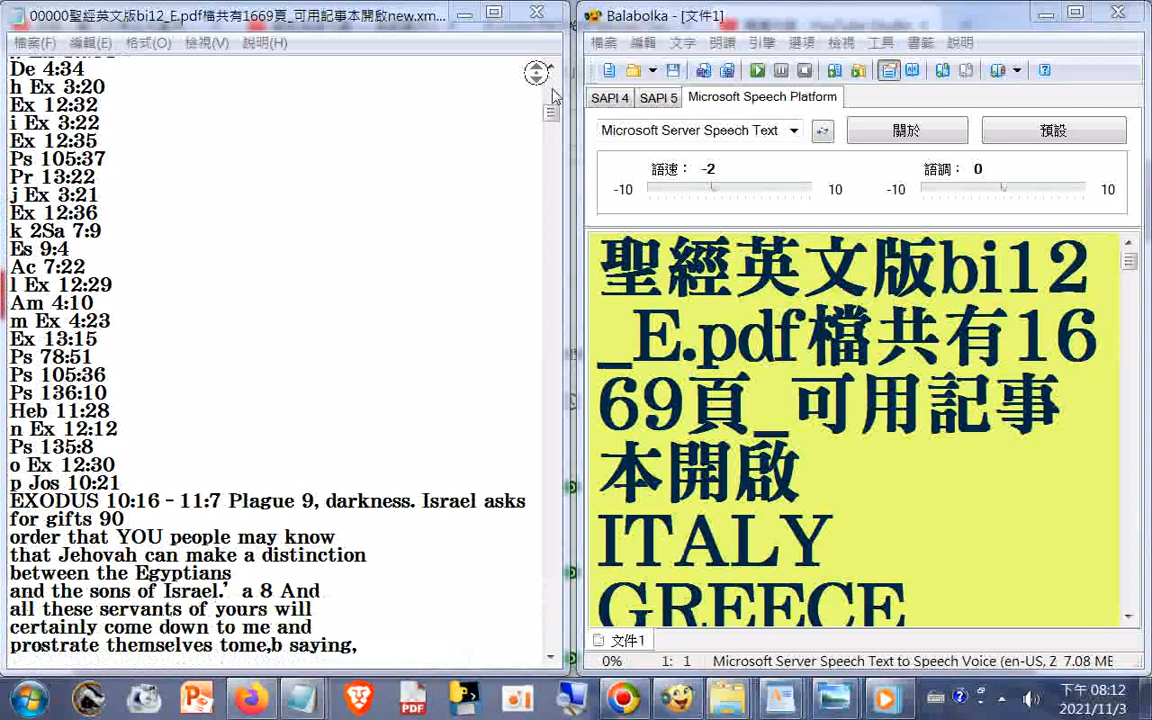 00000聖經英文版bi12_E.pdf檔共有1669頁_可用記事本開啟new.xm...
檔案(F) 編輯(E) 格式(O) 檢視(V) 說明(H)
De 4:34
h Ex 3:20
Ex 12:32
i Ex 3:22
Ex 12:35
Ps 105:37
Pr 13:22
j Ex 3:21
Ex 12:36
k 2Sa 7:9
Es 9:4
Ac 7:22
l Ex 12:29
Am 4:10
m Ex 4:23
Ex 13:15
Ps 78:51
Ps 105:36
Ps 136:10
Heb 11:28
n Ex 12:12
Ps 135:8
o Ex 12:30
p Jos 10:21
EXODUS 10:16–11:7 Plague 9, darkness. Israel asks
for gifts 90
order that YOU people may know
that Jehovah can make a distinction
between the Egyptians
and the sons of Israel.’ a 8 And
all these servants of yours will
certainly come down to me and
prostrate themselves tome,b saying,
Balabolka - [文件1]
檔案 編輯 文字 朗讀 引擎 選項 檢視 工具 書籤 說明
SAPI 4 SAPI 5 Microsoft Speech Platform
Microsoft Server Speech Text 關於 預設
語速： -2 語調： 0
-10 10 -10 10
聖經英文版bi12
_E.pdf檔共有16
69頁_可用記事
本開啟
ITALY
GREECE
文件1
0% 1: 1 Microsoft Server Speech Text to Speech Voice (en-US, Z 7.08 ME
PDF
下午 08:12
2021/11/3